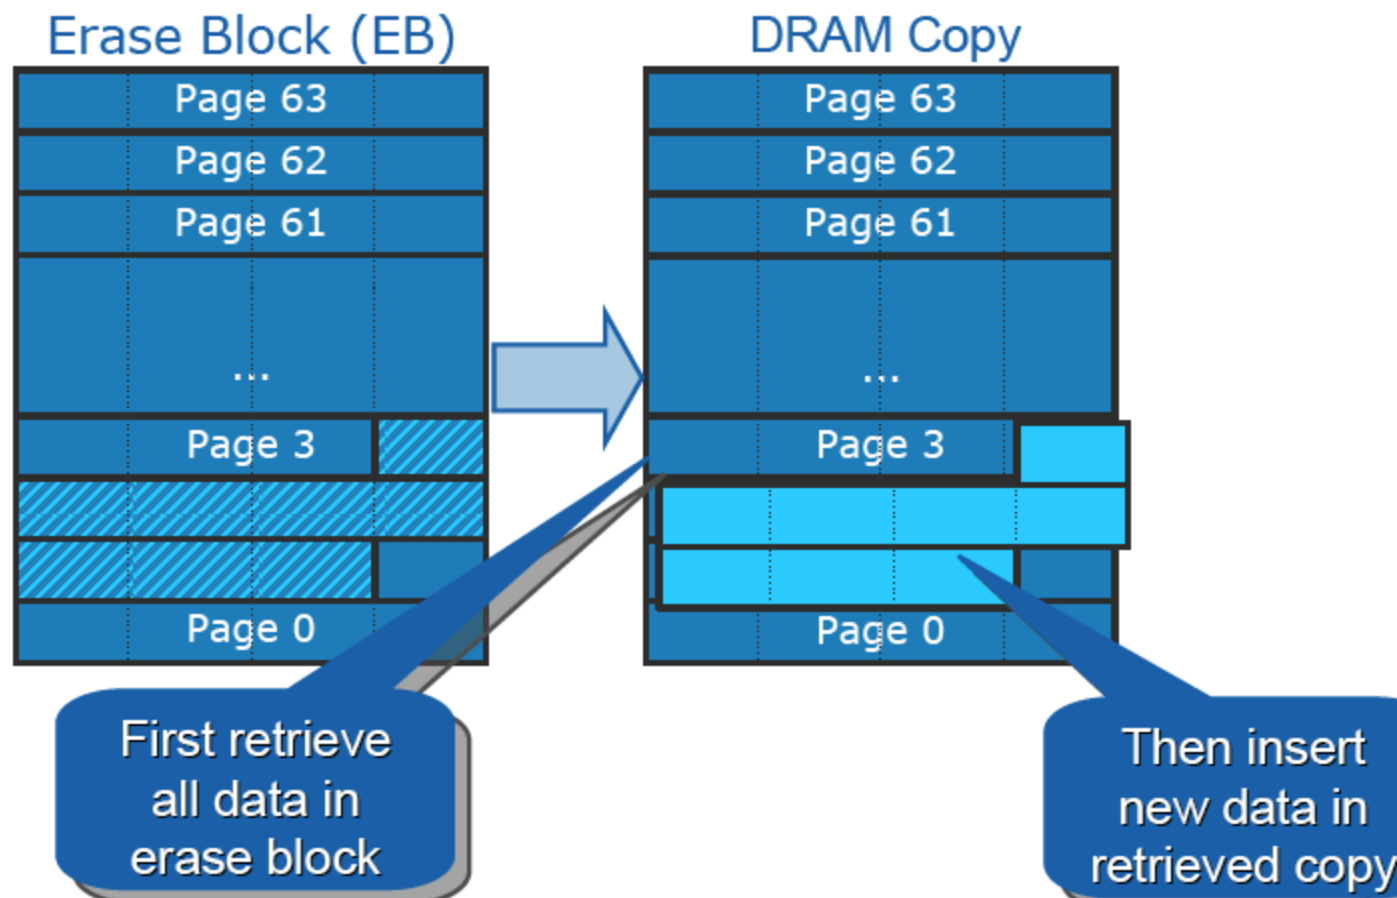 Erase Block (EB)
Page 63
Page 62
Page 61
...
Page 3
Page 0
DRAM Copy
Page 63
Page 62
Page 61
...
Page 3
Page 0
First retrieve
all data in
erase block
Then insert
new data in
retrieved copy